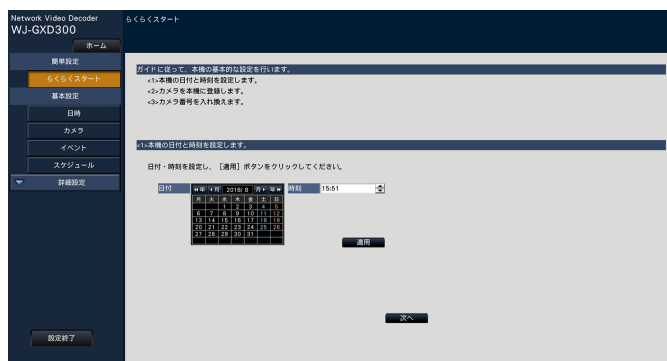 Network Video Decoder
WJ-GXD300
らくらくスタート
ホーム
簡単設定
らくらくスタート
基本設定
日時
カメラ
イベント
スケジュール
詳細設定
設定終了
ガイドに従って、本機の基本的な設定を行います。
<1>本機の日付と時刻を設定します。
<2>カメラを本機に登録します。
<3>カメラ番号を入れ換えます。
<1>本機の日付と時刻を設定します。
日付・時刻を設定し、［適用］ボタンをクリックしてください。
日付 年 月 2018/ 8 月 年 時刻 15:51
月 火 水 木 金 土 日
1 2 3 4 5
6 7 8 9 10 11 12
13 14 15 16 17 18 19
20 21 22 23 24 25 26
27 28 29 30 31
適用
次へ